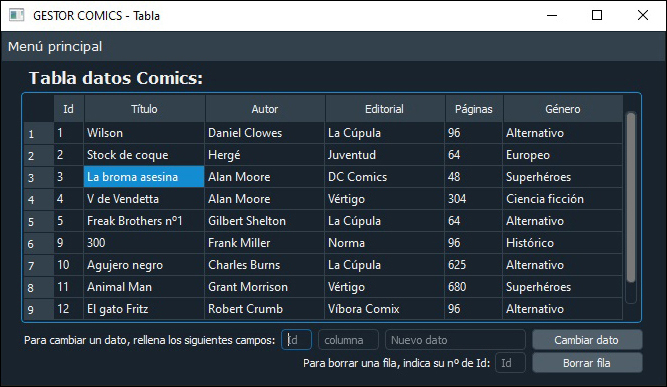 GESTOR COMICS - Tabla
Menú principal
Tabla datos Comics:
Id Título Autor Editorial Páginas Género
1 1 Wilson Daniel Clowes La Cúpula 96 Alternativo
2 2 Stock de coque Hergé Juventud 64 Europeo
3 3 La broma asesina Alan Moore DC Comics 48 Superhéroes
4 4 V de Vendetta Alan Moore Vértigo 304 Ciencia ficción
5 5 Freak Brothers nº1 Gilbert Shelton La Cúpula 64 Alternativo
6 9 300 Frank Miller Norma 96 Histórico
7 10 Agujero negro Charles Burns La Cúpula 625 Alternativo
8 11 Animal Man Grant Morrison Vértigo 680 Superhéroes
9 12 El gato Fritz Robert Crumb Víbora Comix 96 Alternativo
Para cambiar un dato, rellena los siguientes campos: Id columna Nuevo dato Cambiar dato
Para borrar una fila, indica su nº de Id: Id Borrar fila